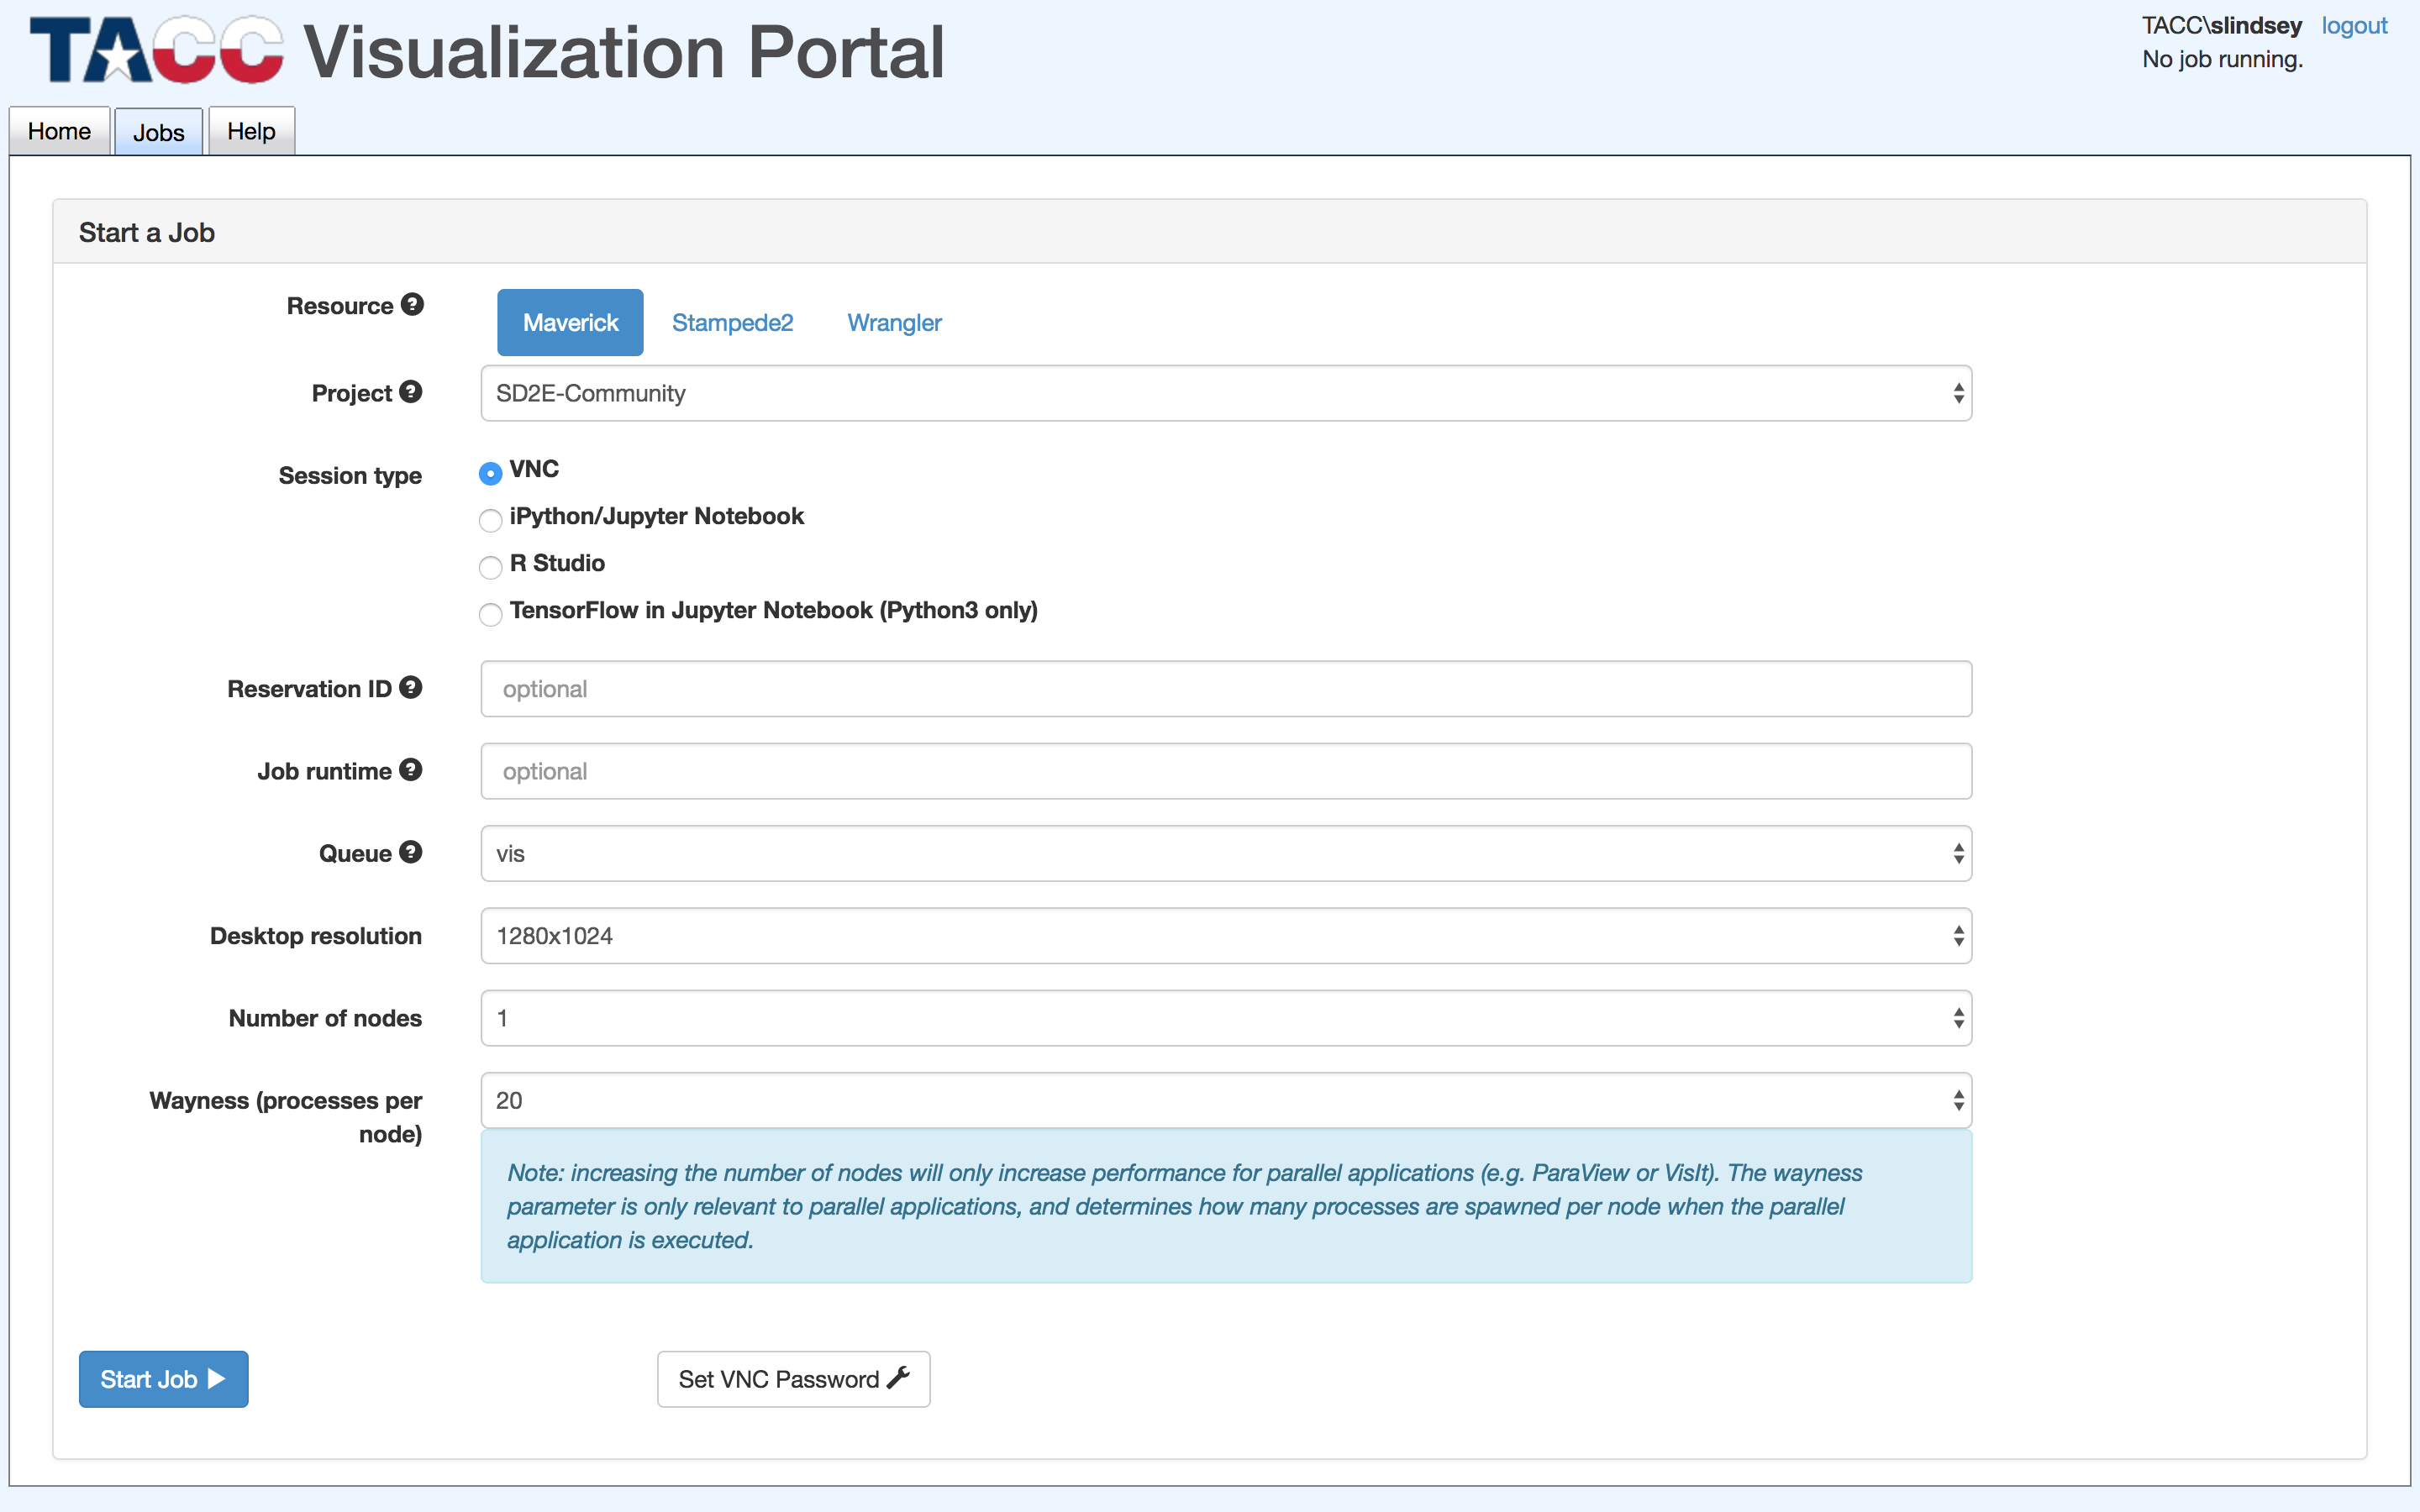 TACC Visualization Portal
TACC\slindsey logout
No job running.
Home Jobs Help
Start a Job
Resource ?
Maverick Stampede2 Wrangler
Project ?
SD2E-Community
Session type
VNC
iPython/Jupyter Notebook
R Studio
TensorFlow in Jupyter Notebook (Python3 only)
Reservation ID ?
optional
Job runtime ?
optional
Queue ?
vis
Desktop resolution
1280x1024
Number of nodes
1
Wayness (processes per
node)
20
Note: increasing the number of nodes will only increase performance for parallel applications (e.g. ParaView or VisIt). The wayness
parameter is only relevant to parallel applications, and determines how many processes are spawned per node when the parallel
application is executed.
Start Job
Set VNC Password